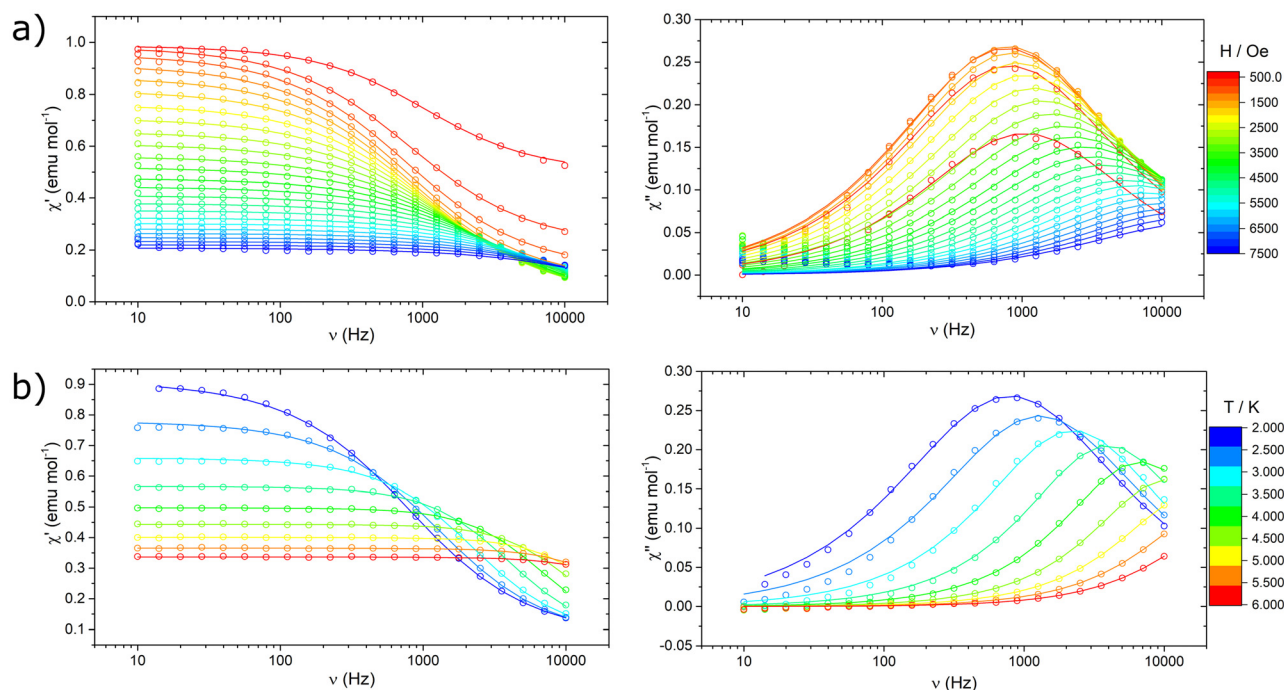 a)
χ' (emu mol⁻¹)
1.0
0.8
0.6
0.4
0.2
0.0
10 100 1000 10000
ν (Hz)
χ" (emu mol⁻¹)
0.30
0.25
0.20
0.15
0.10
0.05
0.00
10 100 1000 10000
ν (Hz)
H / Oe
500.0
2500
4500
6500
7500
b)
χ' (emu mol⁻¹)
0.9
0.8
0.7
0.6
0.5
0.4
0.3
0.2
0.1
10 100 1000 10000
ν (Hz)
χ" (emu mol⁻¹)
0.30
0.25
0.20
0.15
0.10
0.05
0.00
-0.05
10 100 1000 10000
ν (Hz)
T / K
2.000
2.500
3.000
3.500
4.000
4.500
5.000
5.500
6.000